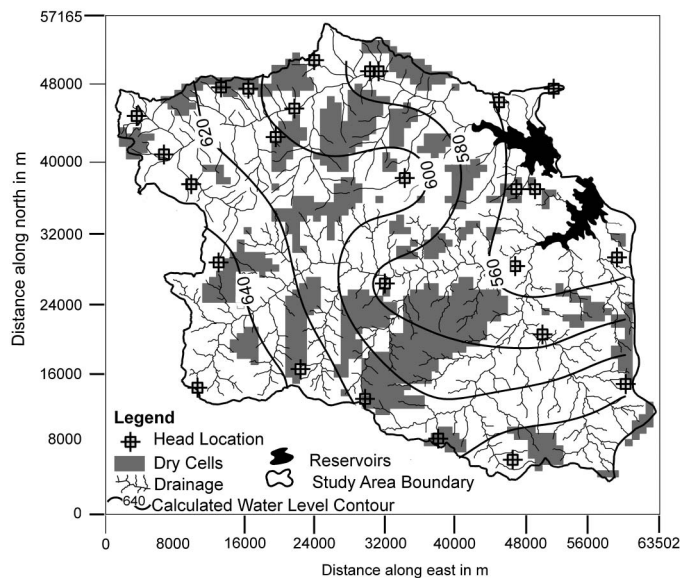 57165
48000
40000
32000
24000
16000
8000
0
Distance along north in m
620
580
600
560
640
Legend
Head Location
Dry Cells
Drainage
640 Calculated Water Level Contour
Reservoirs
Study Area Boundary
0 8000 16000 24000 32000 40000 48000 56000 63502
Distance along east in m